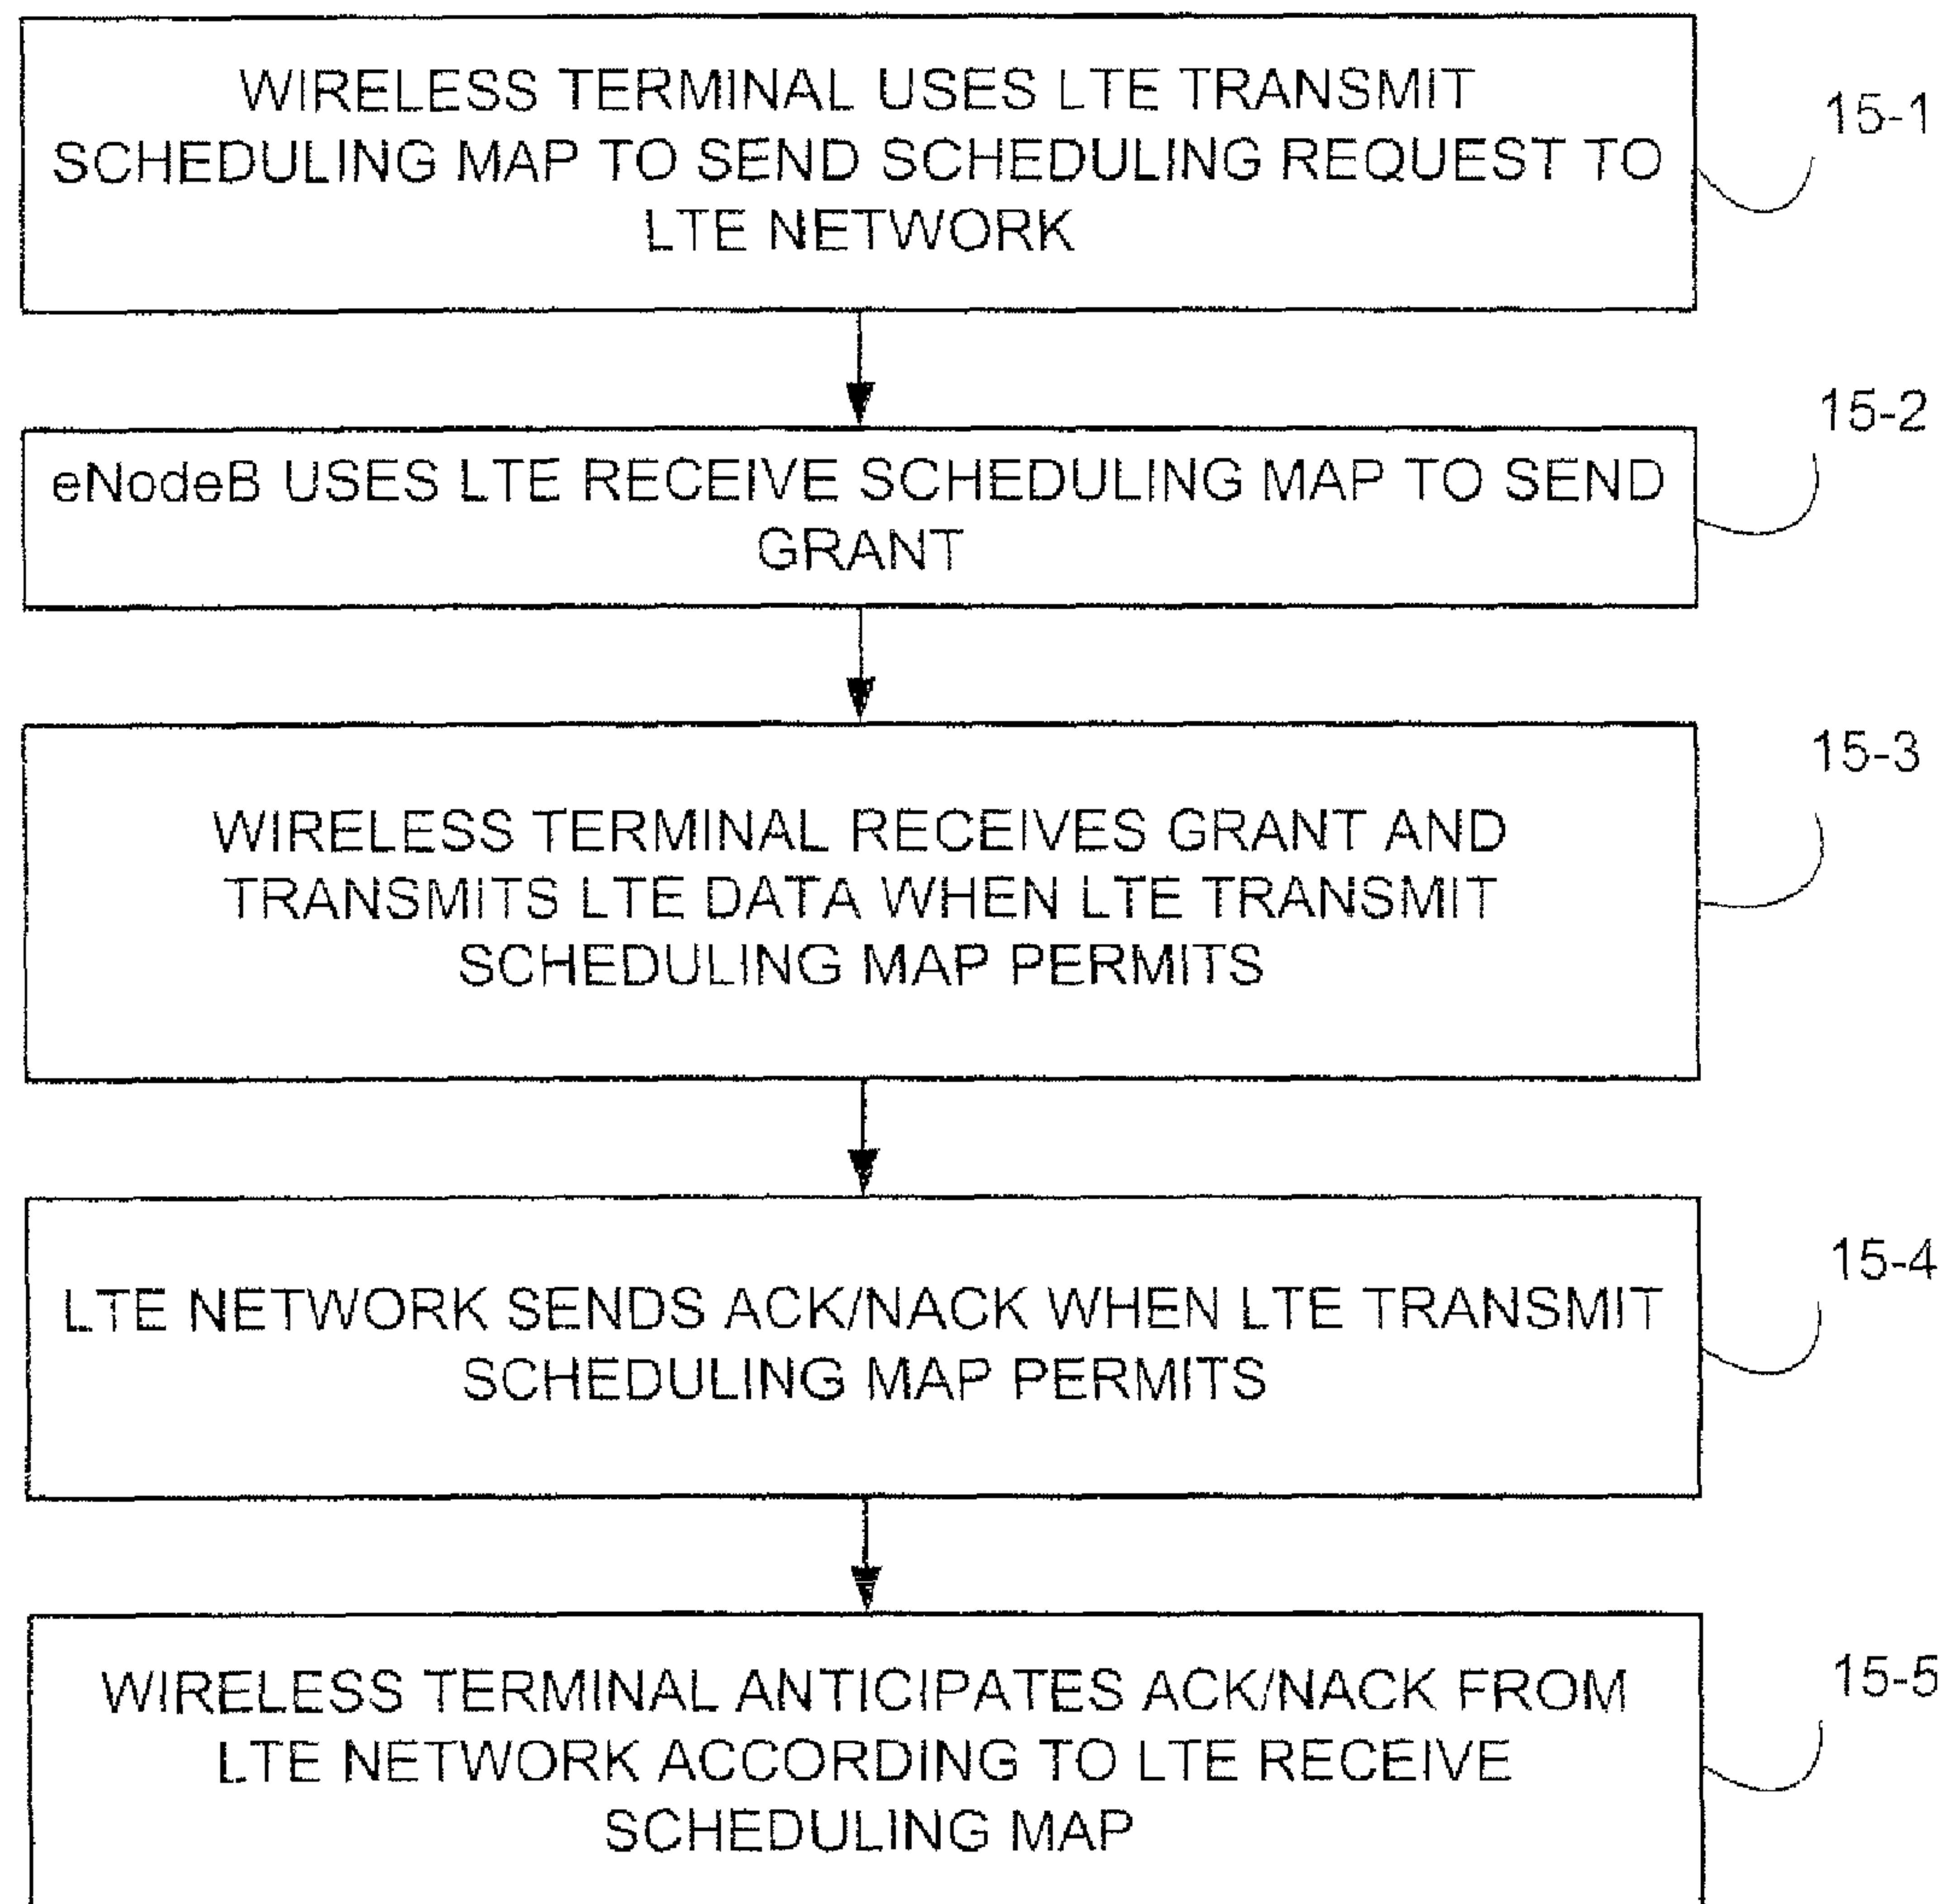 WIRELESS TERMINAL USES LTE TRANSMIT
SCHEDULING MAP TO SEND SCHEDULING REQUEST TO
LTE NETWORK
15-1
eNodeB USES LTE RECEIVE SCHEDULING MAP TO SEND
GRANT
15-2
WIRELESS TERMINAL RECEIVES GRANT AND
TRANSMITS LTE DATA WHEN LTE TRANSMIT
SCHEDULING MAP PERMITS
15-3
LTE NETWORK SENDS ACK/NACK WHEN LTE TRANSMIT
SCHEDULING MAP PERMITS
15-4
WIRELESS TERMINAL ANTICIPATES ACK/NACK FROM
LTE NETWORK ACCORDING TO LTE RECEIVE
SCHEDULING MAP
15-5